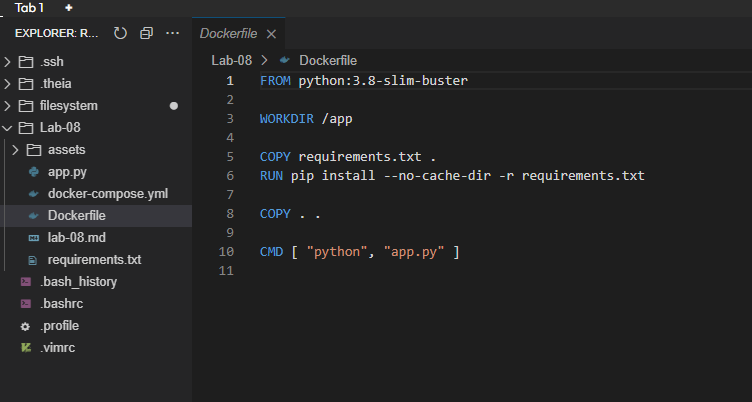 Tab 1 +
EXPLORER: R... ...
.ssh
.theia
filesystem
Lab-08
assets
app.py
docker-compose.yml
Dockerfile
lab-08.md
requirements.txt
.bash_history
.bashrc
.profile
.vimrc
Dockerfile
Lab-08 > Dockerfile
1 FROM python:3.8-slim-buster
2
3 WORKDIR /app
4
5 COPY requirements.txt .
6 RUN pip install --no-cache-dir -r requirements.txt
7
8 COPY . .
9
10 CMD [ "python", "app.py" ]
11